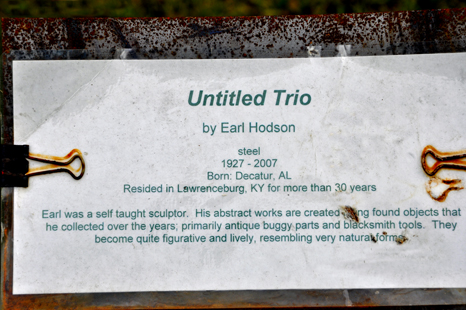 Untitled Trio
by Earl Hodson
steel
1927 - 2007
Born: Decatur, AL
Resided in Lawrenceburg, KY for more than 30 years
Earl was a self taught sculptor. His abstract works are created objects that
he collected over the years; primarily antique buggy parts and blacksmith tools. They
become quite figurative and lively, resembling very natural forms